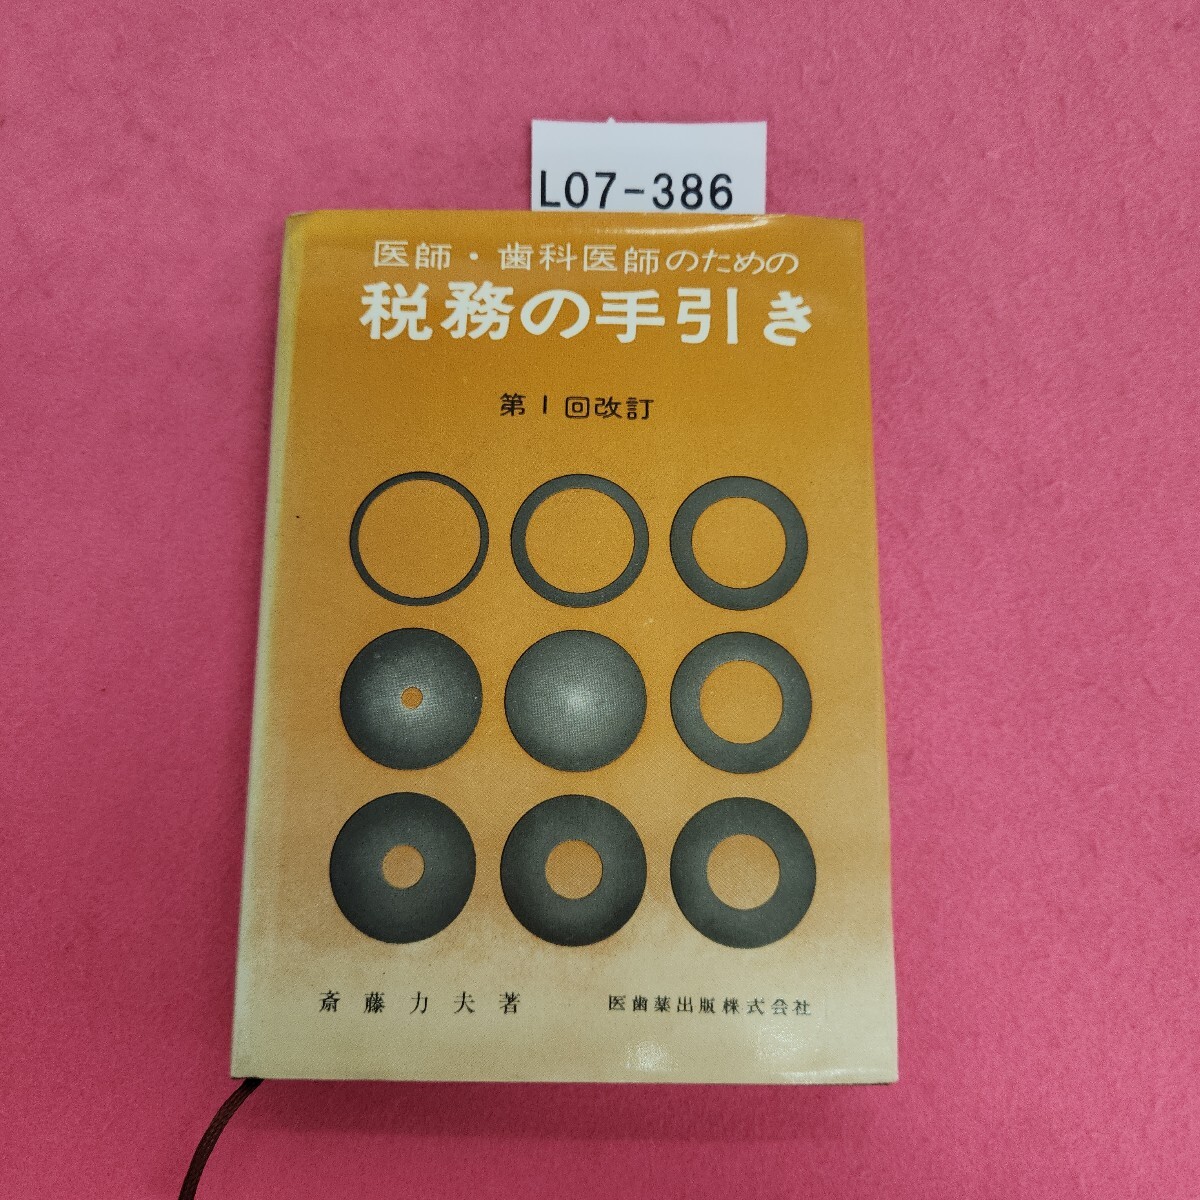 L07-386
医師・歯科医師のための
税務の手引き
第1回改訂
斎藤力夫著
医歯薬出版株式会社